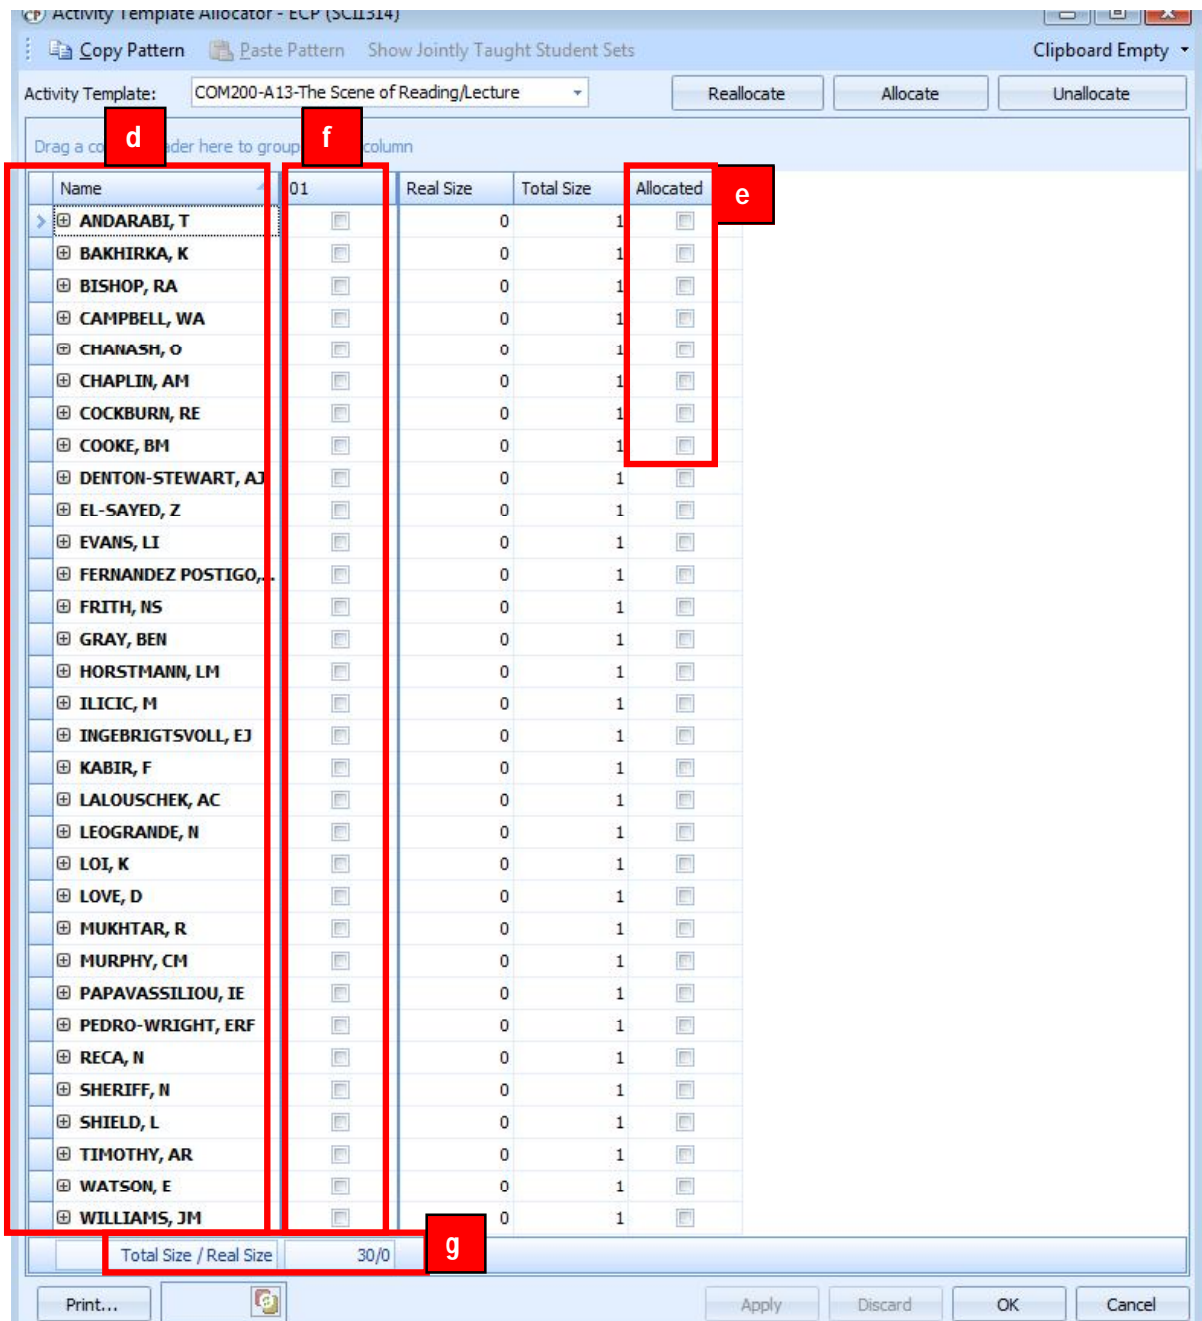 Activity Template Allocator - ECP (SCI1314)
Copy Pattern Paste Pattern Show Jointly Taught Student Sets Clipboard Empty
Activity Template: COM200-A13-The Scene of Reading/Lecture Reallocate Allocate Unallocate
Drag a co d ader here to group f column
Name 01 Real Size Total Size Allocated e
ANDARABI, T 0 1
BAKHIRKA, K 0 1
BISHOP, RA 0 1
CAMPBELL, WA 0 1
CHANASH, O 0 1
CHAPLIN, AM 0 1
COCKBURN, RE 0 1
COOKE, BM 0 1
DENTON-STEWART, AJ 0 1
EL-SAYED, Z 0 1
EVANS, LI 0 1
FERNANDEZ POSTIGO,... 0 1
FRITH, NS 0 1
GRAY, BEN 0 1
HORSTMANN, LM 0 1
ILICIC, M 0 1
INGEBRIGTSVOLL, EJ 0 1
KABIR, F 0 1
LALOUSCHEK, AC 0 1
LEOGRANDE, N 0 1
LOI, K 0 1
LOVE, D 0 1
MUKHTAR, R 0 1
MURPHY, CM 0 1
PAPAVASSILIOU, IE 0 1
PEDRO-WRIGHT, ERF 0 1
RECA, N 0 1
SHERIFF, N 0 1
SHIELD, L 0 1
TIMOTHY, AR 0 1
WATSON, E 0 1
WILLIAMS, JM 0 1
Total Size / Real Size 30/0 g
Print... Apply Discard OK Cancel